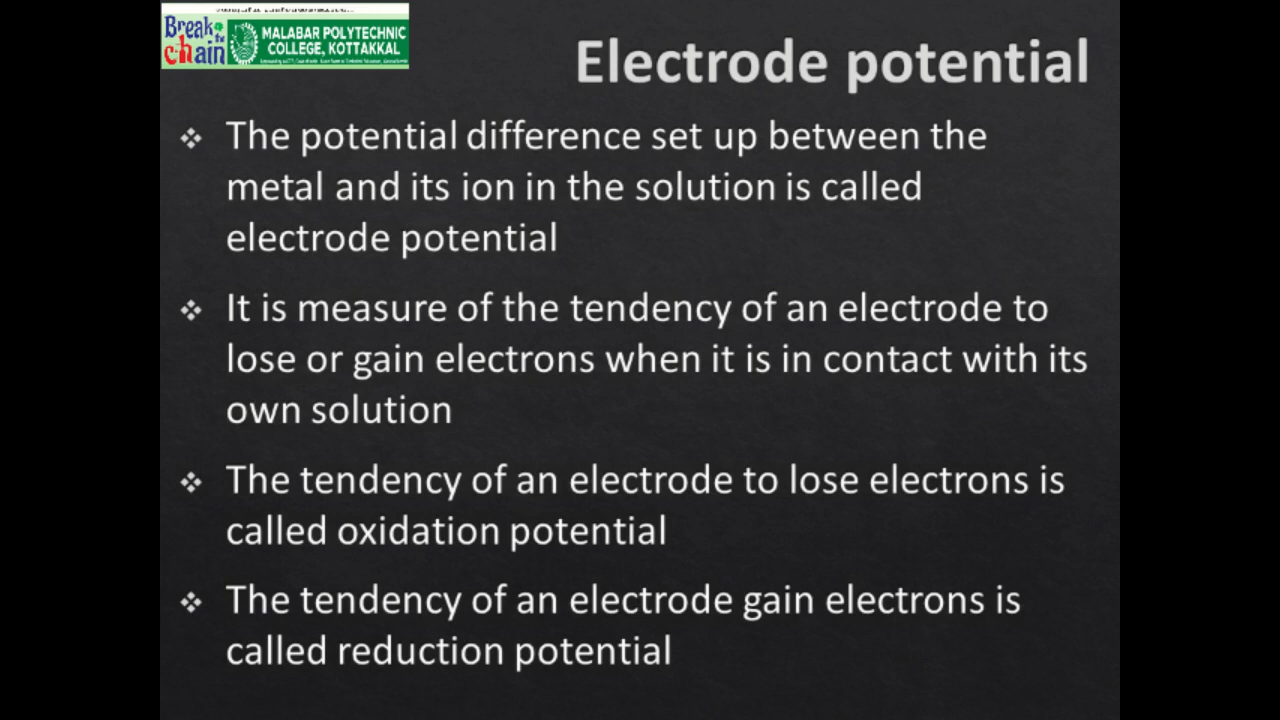 Break
the
chain
MALABAR POLYTECHNIC
COLLEGE, KOTTAKKAL
Electrode potential
❖ The potential difference set up between the
metal and its ion in the solution is called
electrode potential
❖ It is measure of the tendency of an electrode to
lose or gain electrons when it is in contact with its
own solution
❖ The tendency of an electrode to lose electrons is
called oxidation potential
❖ The tendency of an electrode gain electrons is
called reduction potential